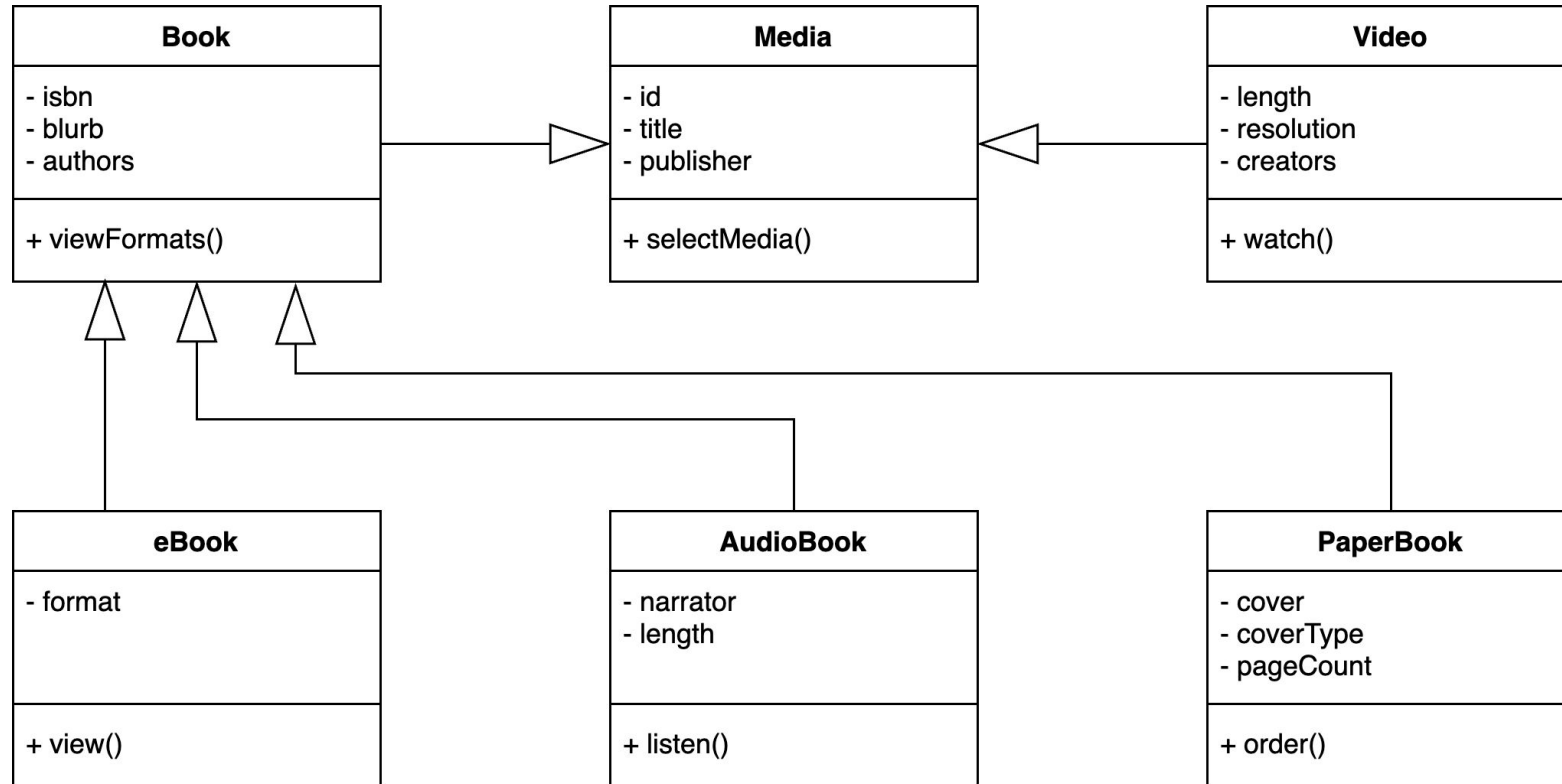 Book
- isbn
- blurb
- authors
+ viewFormats()
Media
- id
- title
- publisher
+ selectMedia()
Video
- length
- resolution
- creators
+ watch()
eBook
- format
+ view()
AudioBook
- narrator
- length
+ listen()
PaperBook
- cover
- coverType
- pageCount
+ order()